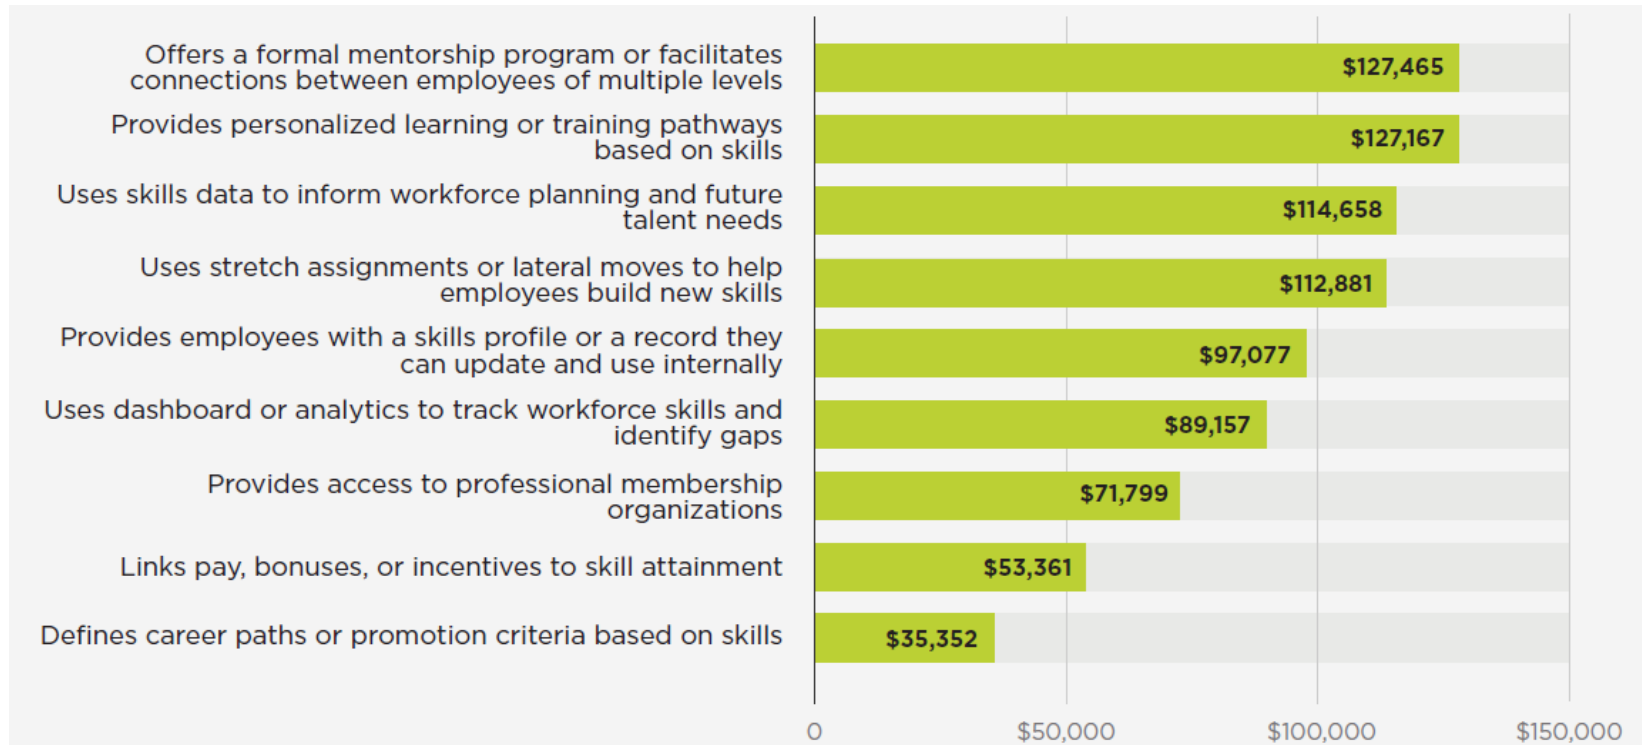 Offers a formal mentorship program or facilitates
connections between employees of multiple levels
$127,465
Provides personalized learning or training pathways
based on skills
$127,167
Uses skills data to inform workforce planning and future
talent needs
$114,658
Uses stretch assignments or lateral moves to help
employees build new skills
$112,881
Provides employees with a skills profile or a record they
can update and use internally
$97,077
Uses dashboard or analytics to track workforce skills and
identify gaps
$89,157
Provides access to professional membership
organizations
$71,799
Links pay, bonuses, or incentives to skill attainment
$53,361
Defines career paths or promotion criteria based on skills
$35,352
0 $50,000 $100,000 $150,000